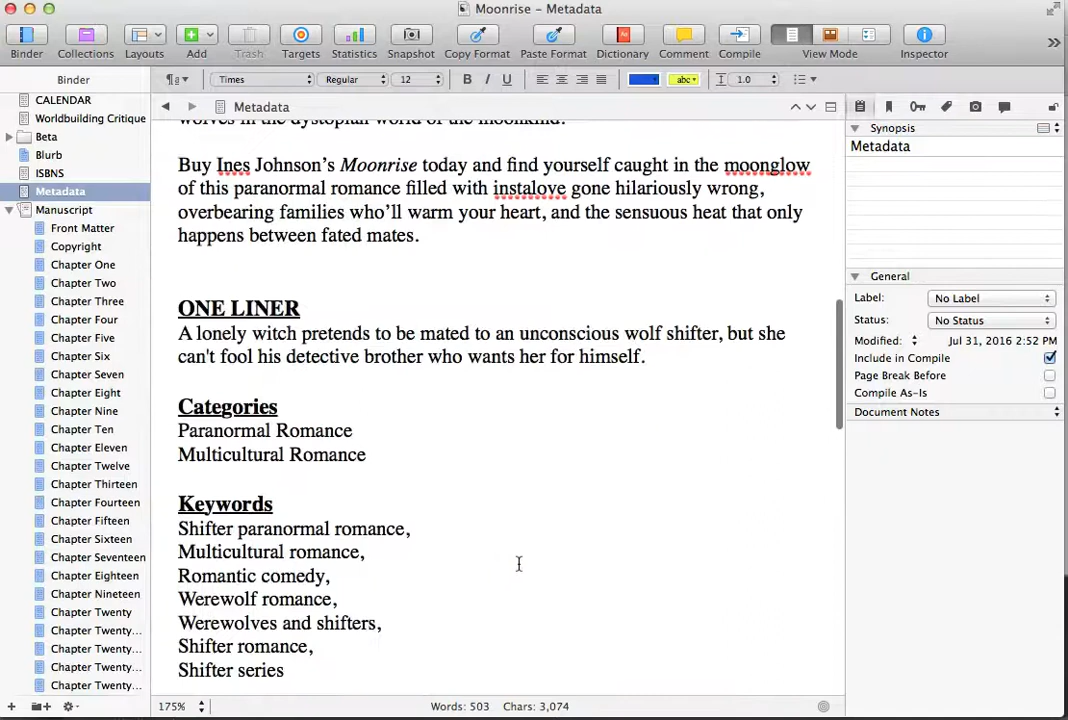 Moonrise – Metadata
Binder
Collections
Layouts
Add
Trash
Targets
Statistics
Snapshot
Copy Format
Paste Format
Dictionary
Comment
Compile
View Mode
Inspector
Binder
Times
Regular
12
B I U
abc
1.0
CALENDAR
Worldbuilding Critique
Beta
Blurb
ISBNS
Metadata
Manuscript
Front Matter
Copyright
Chapter One
Chapter Two
Chapter Three
Chapter Four
Chapter Five
Chapter Six
Chapter Seven
Chapter Eight
Chapter Nine
Chapter Ten
Chapter Eleven
Chapter Twelve
Chapter Thirteen
Chapter Fourteen
Chapter Fifteen
Chapter Sixteen
Chapter Seventeen
Chapter Eighteen
Chapter Nineteen
Chapter Twenty
Chapter Twenty...
Chapter Twenty...
Chapter Twenty...
Chapter Twenty...
Metadata
wolves in the dystopian world of the moonkind.
Buy Ines Johnson’s Moonrise today and find yourself caught in the moonglow
of this paranormal romance filled with instalove gone hilariously wrong,
overbearing families who’ll warm your heart, and the sensuous heat that only
happens between fated mates.
ONE LINER
A lonely witch pretends to be mated to an unconscious wolf shifter, but she
can't fool his detective brother who wants her for himself.
Categories
Paranormal Romance
Multicultural Romance
Keywords
Shifter paranormal romance,
Multicultural romance,
Romantic comedy,
Werewolf romance,
Werewolves and shifters,
Shifter romance,
Shifter series
175%
Words: 503 Chars: 3,074
Synopsis
Metadata
General
Label: No Label
Status: No Status
Modified: Jul 31, 2016 2:52 PM
Include in Compile
Page Break Before
Compile As-Is
Document Notes